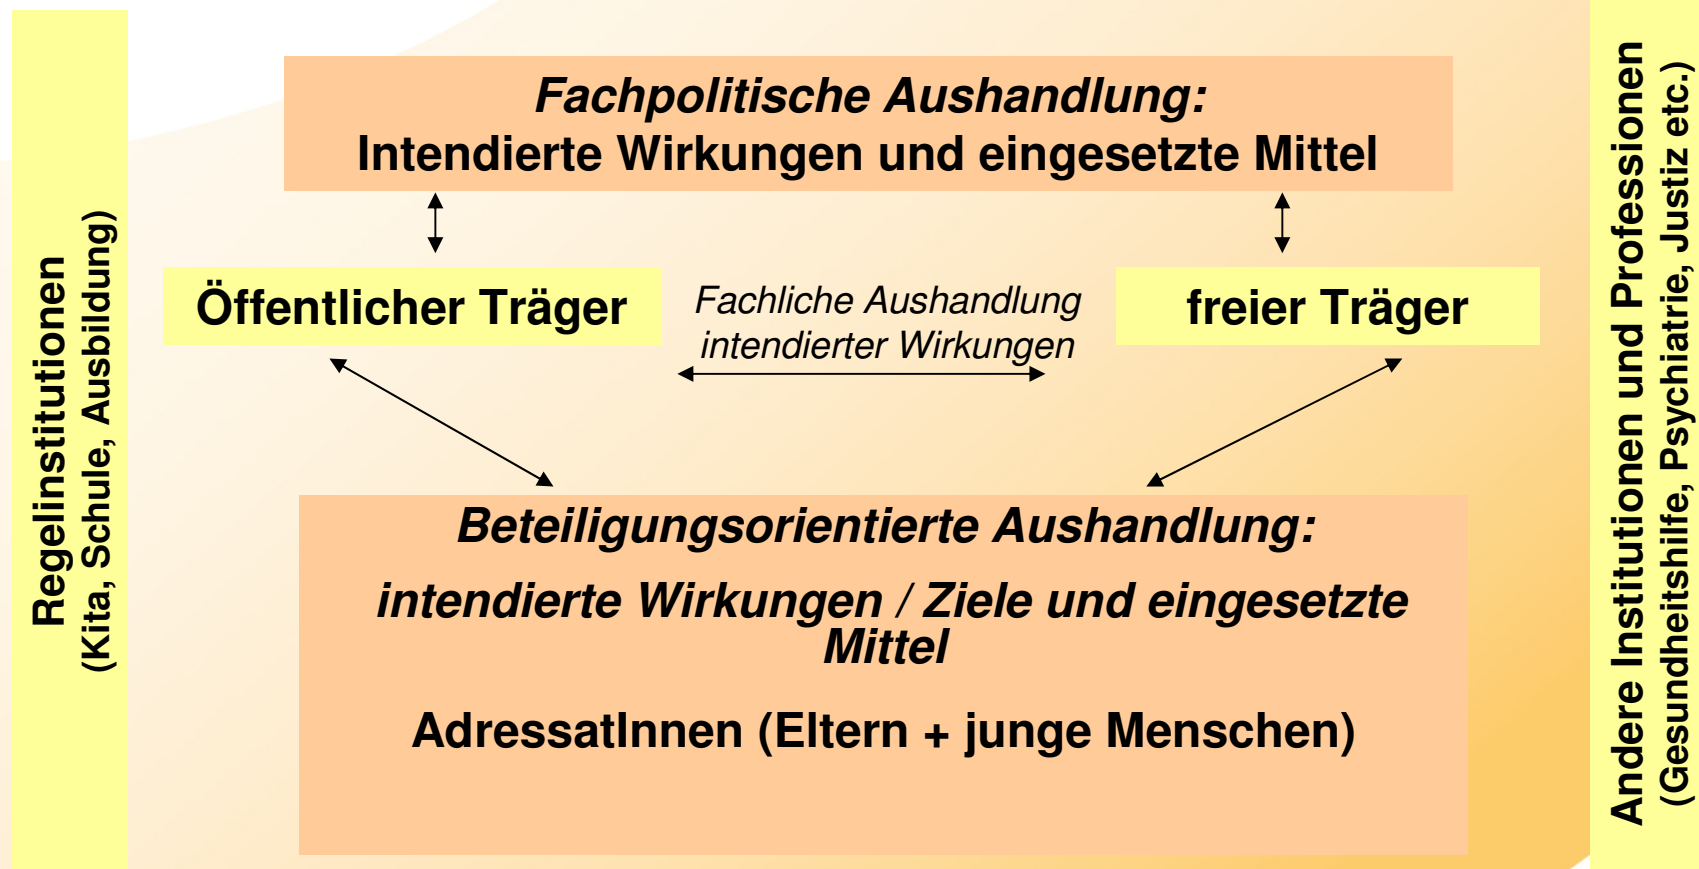 Regelinstitutionen
(Kita, Schule, Ausbildung)
Fachpolitische Aushandlung:
Intendierte Wirkungen und eingesetzte Mittel
Öffentlicher Träger
Fachliche Aushandlung
intendierter Wirkungen
freier Träger
Beteiligungsorientierte Aushandlung:
intendierte Wirkungen / Ziele und eingesetzte
Mittel
AdressatInnen (Eltern + junge Menschen)
Andere Institutionen und Professionen
(Gesundheitshilfe, Psychiatrie, Justiz etc.)